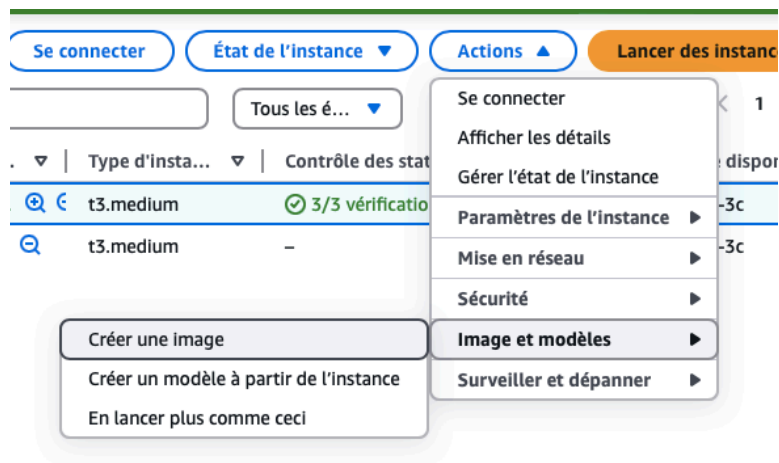 Se connecter
État de l'instance
Actions
Lancer des instanc
Tous les é...
1
Type d'insta...
Contrôle des stat
dispon
t3.medium
3/3 vérificatio
-3c
t3.medium
–
-3c
Se connecter
Afficher les détails
Gérer l'état de l'instance
Paramètres de l'instance
Mise en réseau
Sécurité
Image et modèles
Surveiller et dépanner
Créer une image
Créer un modèle à partir de l'instance
En lancer plus comme ceci